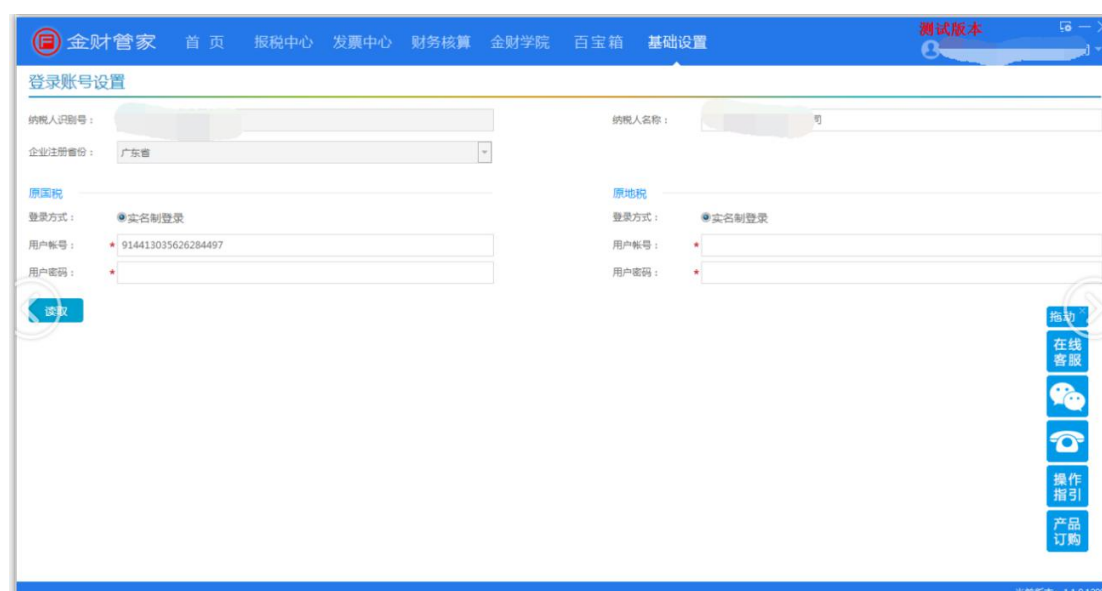 金财管家 首 页 报税中心 发票中心 财务核算 金财学院 百宝箱 基础设置 测试版本
登录账号设置
纳税人识别号： 纳税人名称： 司
企业注册省份： 广东省
原国税 原地税
登录方式： 实名制登录 登录方式： 实名制登录
用户帐号： * 914413035626284497 用户帐号： *
用户密码： * 用户密码： *
读取
拖动 ×
在线
客服
操作
指引
产品
订购